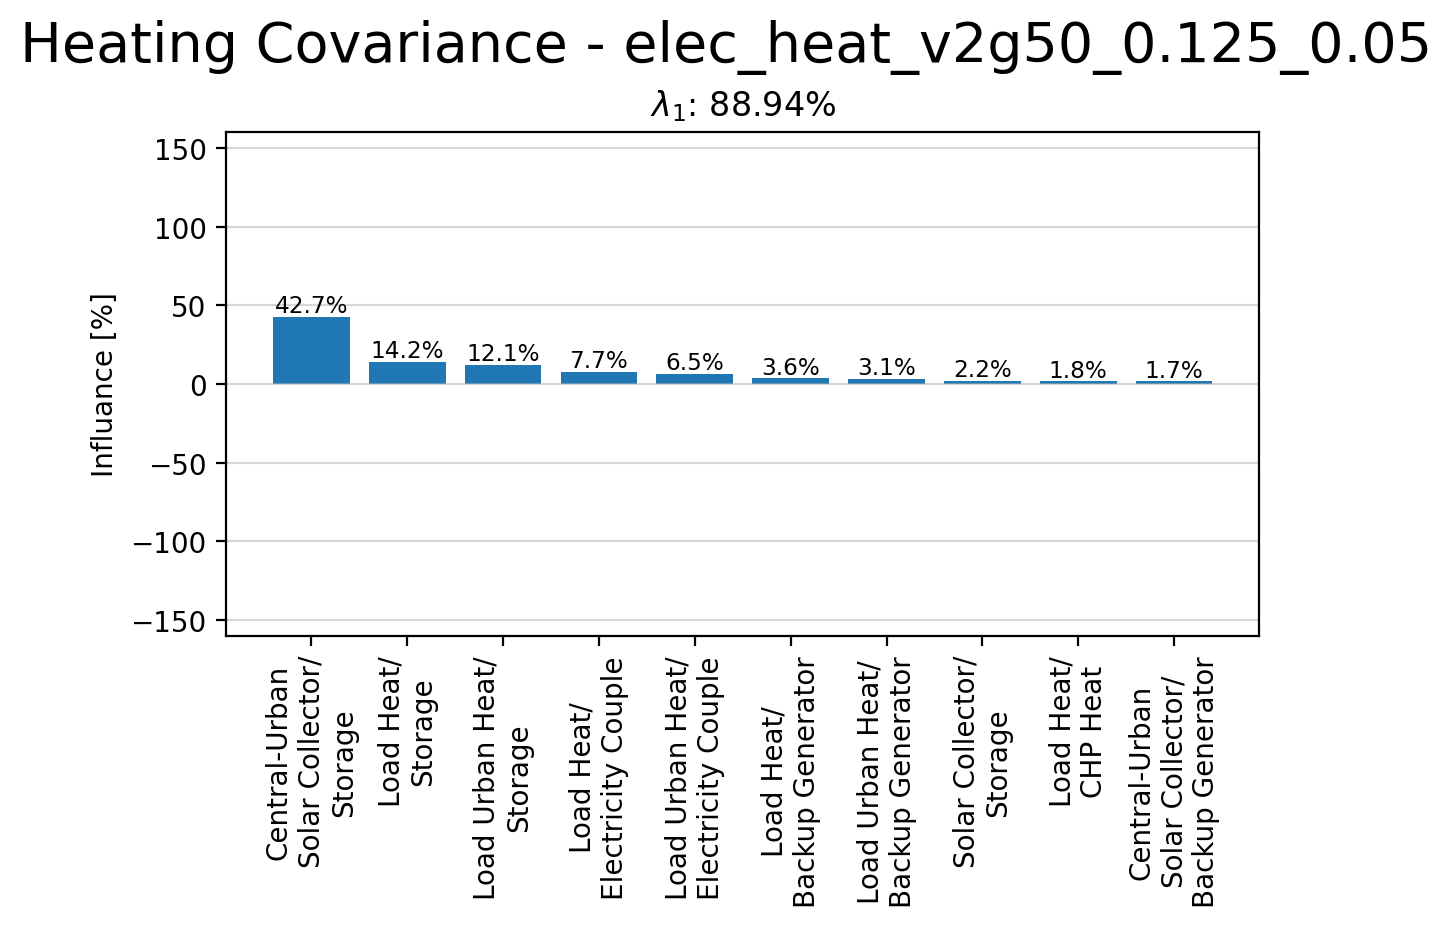 Heating Covariance - elec_heat_v2g50_0.125_0.05
λ₁: 88.94%
Influance [%]
150
100
50
0
−50
−100
−150
42.7%
14.2%
12.1%
7.7%
6.5%
3.6%
3.1%
2.2%
1.8%
1.7%
Central-Urban
Solar Collector/
Storage
Load Heat/
Storage
Load Urban Heat/
Storage
Load Heat/
Electricity Couple
Load Urban Heat/
Electricity Couple
Load Heat/
Backup Generator
Load Urban Heat/
Backup Generator
Solar Collector/
Storage
Load Heat/
CHP Heat
Central-Urban
Solar Collector/
Backup Generator